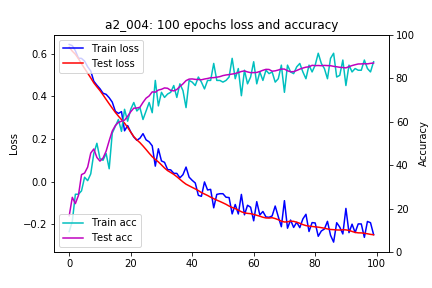 a2_004: 100 epochs loss and accuracy
Train loss
Test loss
Train acc
Test acc
Loss
0.6
0.4
0.2
0.0
−0.2
100
80
60
40
20
0
Accuracy
0
20
40
60
80
100